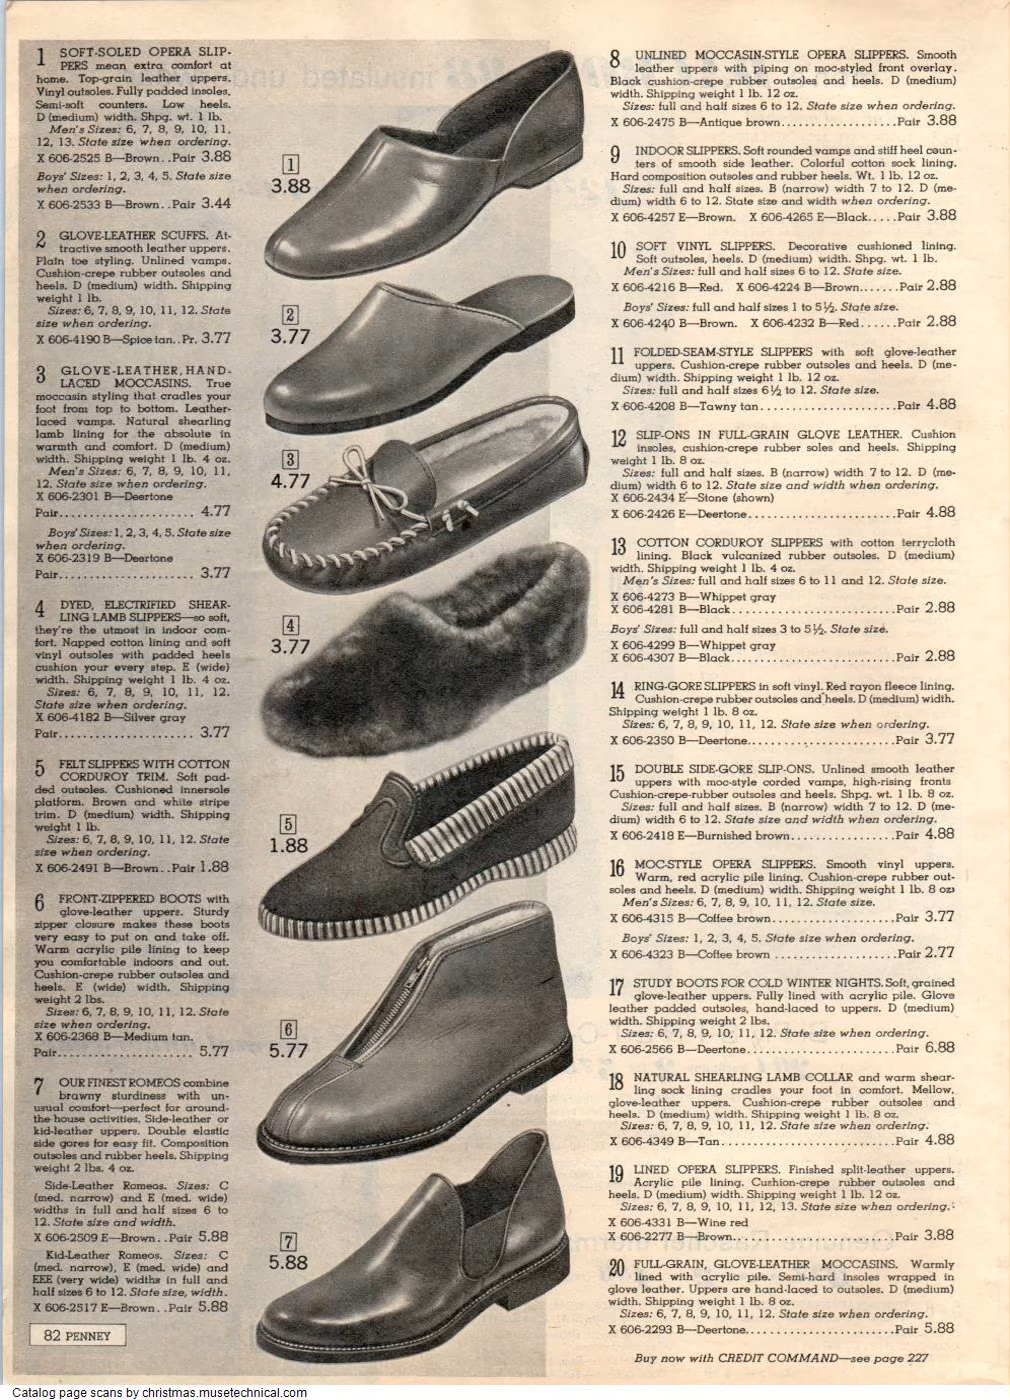 1 SOFT-SOLED OPERA SLIP-
PERS mean extra comfort at
home. Top-grain leather uppers.
Vinyl outsoles. Fully padded insoles.
Semi-soft counters. Low heels.
D (medium) width. Shpg. wt. 1 lb.
Men's Sizes: 6, 7, 8, 9, 10, 11,
12, 13. State size when ordering.
X 606-2525 B—Brown..Pair 3.88
Boys' Sizes: 1, 2, 3, 4, 5. State size
when ordering.
X 606-2533 B—Brown..Pair 3.44
2 GLOVE-LEATHER SCUFFS. At-
tractive smooth leather uppers.
Plain toe styling. Unlined vamps.
Cushion-crepe rubber outsoles and
heels. D (medium) width. Shipping
weight 1 lb.
Sizes: 6, 7, 8, 9, 10, 11, 12. State
size when ordering.
X 606-4190 B—Spice tan..Pr. 3.77
3 GLOVE-LEATHER, HAND-
LACED MOCCASINS. True
moccasin styling that cradles your
foot from top to bottom. Leather-
laced vamps. Natural shearling
lamb lining for the absolute in
warmth and comfort. D (medium)
width. Shipping weight 1 lb. 4 oz.
Men's Sizes: 6, 7, 8, 9, 10, 11,
12. State size when ordering.
X 606-2301 B—Deertone
Pair...................... 4.77
Boys' Sizes: 1, 2, 3, 4, 5. State size
when ordering.
X 606-2319 B—Deertone
Pair...................... 3.77
4 DYED, ELECTRIFIED SHEAR-
LING LAMB SLIPPERS—so soft,
they're the utmost in indoor com-
fort. Napped cotton lining and soft
vinyl outsoles with padded heels
cushion your every step. E (wide)
width. Shipping weight 1 lb. 4 oz.
Sizes: 6, 7, 8, 9, 10, 11, 12.
State size when ordering.
X 606-4182 B—Silver gray
Pair...................... 3.77
5 FELT SLIPPERS WITH COTTON
CORDUROY TRIM. Soft pad-
ded outsoles. Cushioned innersole
platform. Brown and white stripe
trim. D (medium) width. Shipping
weight 1 lb.
Sizes: 6, 7, 8, 9, 10, 11, 12. State
size when ordering.
X 606-2491 B—Brown..Pair 1.88
6 FRONT-ZIPPERED BOOTS with
glove-leather uppers. Sturdy
zipper closure makes these boots
very easy to put on and take off.
Warm acrylic pile lining to keep
you comfortable indoors and out.
Cushion-crepe rubber outsoles and
heels. E (wide) width. Shipping
weight 2 lbs.
Sizes: 6, 7, 8, 9, 10, 11, 12. State
size when ordering.
X 606-2368 B—Medium tan.
Pair...................... 5.77
7 OUR FINEST ROMEOS combine
brawny sturdiness with un-
usual comfort—perfect for around-
the-house activities. Side-leather or
kid-leather uppers. Double elastic
side gores for easy fit. Composition
outsoles and rubber heels. Shipping
weight 2 lbs. 4 oz.
Side-Leather Romeos. Sizes: C
(med. narrow) and E (med. wide)
widths in full and half sizes 6 to
12. State size and width.
X 606-2509 E—Brown..Pair 5.88
Kid-Leather Romeos. Sizes: C
(med. narrow), E (med. wide) and
EEE (very wide) widths in full and
half sizes 6 to 12. State size, width.
X 606-2517 E—Brown..Pair 5.88
82 PENNEY
1
3.88
2
3.77
3
4.77
4
3.77
5
1.88
6
5.77
7
5.88
8 UNLINED MOCCASIN-STYLE OPERA SLIPPERS. Smooth
leather uppers with piping on moc-styled front overlay.
Black cushion-crepe rubber outsoles and heels. D (medium)
width. Shipping weight 1 lb. 12 oz.
Sizes: full and half sizes 6 to 12. State size when ordering.
X 606-2475 B—Antique brown...................Pair 3.88
9 INDOOR SLIPPERS. Soft rounded vamps and stiff heel coun-
ters of smooth side leather. Colorful cotton sock lining.
Hard composition outsoles and rubber heels. Wt. 1 lb. 12 oz.
Sizes: full and half sizes. B (narrow) width 7 to 12. D (me-
dium) width 6 to 12. State size and width when ordering.
X 606-4257 E—Brown. X 606-4265 E—Black.....Pair 3.88
10 SOFT VINYL SLIPPERS. Decorative cushioned lining.
Soft outsoles, heels. D (medium) width. Shpg. wt. 1 lb.
Men's Sizes: full and half sizes 6 to 12. State size.
X 606-4216 B—Red. X 606-4224 B—Brown.......Pair 2.88
Boys' Sizes: full and half sizes 1 to 5½. State size.
X 606-4240 B—Brown. X 606-4232 B—Red......Pair 2.88
11 FOLDED-SEAM-STYLE SLIPPERS with soft glove-leather
uppers. Cushion-crepe rubber outsoles and heels. D (me-
dium) width. Shipping weight 1 lb. 12 oz.
Sizes: full and half sizes 6½ to 12. State size.
X 606-4208 B—Tawny tan......................Pair 4.88
12 SLIP-ONS IN FULL-GRAIN GLOVE LEATHER. Cushion
insoles, cushion-crepe rubber soles and heels. Shipping
weight 1 lb. 8 oz.
Sizes: full and half sizes. B (narrow) width 7 to 12. D (me-
dium) width 6 to 12. State size and width when ordering.
X 606-2434 E—Stone (shown)
X 606-2426 E—Deertone........................Pair 4.88
13 COTTON CORDUROY SLIPPERS with cotton terrycloth
lining. Black vulcanized rubber outsoles. D (medium)
width. Shipping weight 1 lb. 4 oz.
Men's Sizes: full and half sizes 6 to 11 and 12. State size.
X 606-4273 B—Whippet gray
X 606-4281 B—Black..........................Pair 2.88
Boys' Sizes: full and half sizes 3 to 5½. State size.
X 606-4299 B—Whippet gray
X 606-4307 B—Black..........................Pair 2.88
14 RING-GORE SLIPPERS in soft vinyl. Red rayon fleece lining.
Cushion-crepe rubber outsoles and heels. D (medium) width.
Shipping weight 1 lb. 8 oz.
Sizes: 6, 7, 8, 9, 10, 11, 12. State size when ordering.
X 606-2350 B—Deertone........................Pair 3.77
15 DOUBLE SIDE-GORE SLIP-ONS. Unlined smooth leather
uppers with moc-style corded vamps, high-rising fronts
Cushion-crepe-rubber outsoles and heels. Shpg. wt. 1 lb. 8 oz.
Sizes: full and half sizes. B (narrow) width 7 to 12. D (me-
dium) width 6 to 12. State size and width when ordering.
X 606-2418 E—Burnished brown.................Pair 4.88
16 MOC-STYLE OPERA SLIPPERS. Smooth vinyl uppers.
Warm, red acrylic pile lining. Cushion-crepe rubber out-
soles and heels. D (medium) width. Shipping weight 1 lb. 8 oz.
Men's Sizes: 6, 7, 8, 9, 10, 11, 12. State size.
X 606-4315 B—Coffee brown....................Pair 3.77
Boys' Sizes: 1, 2, 3, 4, 5. State size when ordering.
X 606-4323 B—Coffee brown ....................Pair 2.77
17 STUDY BOOTS FOR COLD WINTER NIGHTS. Soft, grained
glove-leather uppers. Fully lined with acrylic pile. Glove
leather padded outsoles, hand-laced to uppers. D (medium)
width. Shipping weight 2 lbs.
Sizes: 6, 7, 8, 9, 10, 11, 12. State size when ordering.
X 606-2566 B—Deertone........................Pair 6.88
18 NATURAL SHEARLING LAMB COLLAR and warm shear-
ling sock lining cradles your foot in comfort. Mellow,
glove-leather uppers. Cushion-crepe rubber outsoles and
heels. D (medium) width. Shipping weight 1 lb. 8 oz.
Sizes: 6, 7, 8, 9, 10, 11, 12. State size when ordering.
X 606-4349 B—Tan............................Pair 4.88
19 LINED OPERA SLIPPERS. Finished split-leather uppers.
Acrylic pile lining. Cushion-crepe rubber outsoles and
heels. D (medium) width. Shipping weight 1 lb. 12 oz.
Sizes: 6, 7, 8, 9, 10, 11, 12, 13. State size when ordering.
X 606-4331 B—Wine red
X 606-2277 B—Brown..........................Pair 3.88
20 FULL-GRAIN, GLOVE-LEATHER MOCCASINS. Warmly
lined with acrylic pile. Semi-hard insoles wrapped in
glove leather. Uppers are hand-laced to outsoles. D (medium)
width. Shipping weight 1 lb. 8 oz.
Sizes: 6, 7, 8, 9, 10, 11, 12. State size when ordering.
X 606-2293 B—Deertone........................Pair 5.88
Buy now with CREDIT COMMAND—see page 227
Catalog page scans by christmas.musetechnical.com